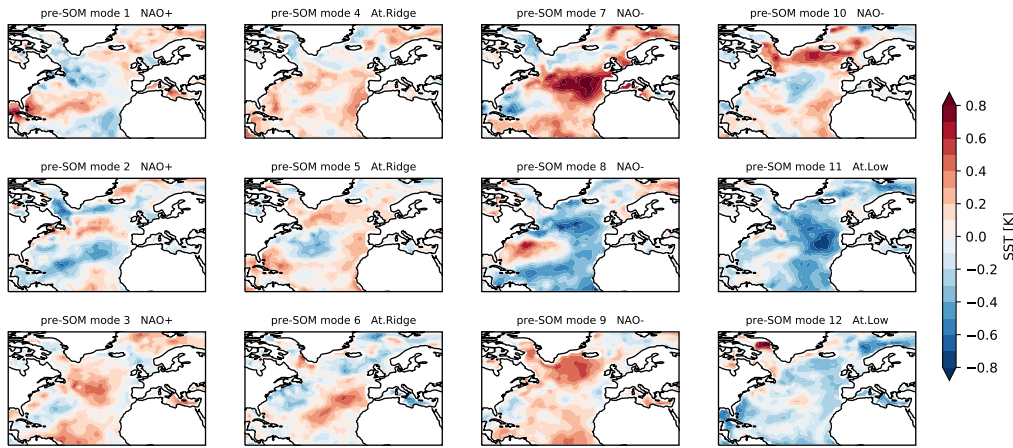 pre-SOM mode 1 NAO+
pre-SOM mode 4 At.Ridge
pre-SOM mode 7 NAO-
pre-SOM mode 10 NAO-
pre-SOM mode 2 NAO+
pre-SOM mode 5 At.Ridge
pre-SOM mode 8 NAO-
pre-SOM mode 11 At.Low
pre-SOM mode 3 NAO+
pre-SOM mode 6 At.Ridge
pre-SOM mode 9 NAO-
pre-SOM mode 12 At.Low
0.8
0.6
0.4
0.2
0.0
−0.2
−0.4
−0.6
−0.8
SST [K]